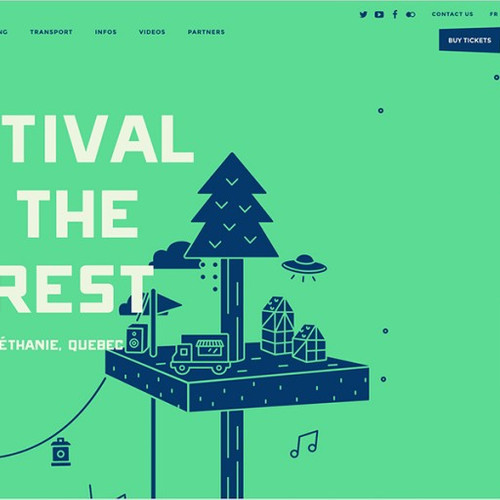 CONTACT US FR
NG TRANSPORT INFOS VIDEOS PARTNERS
BUY TICKETS
TIVAL
THE
REST
ÉTHANIE, QUEBEC